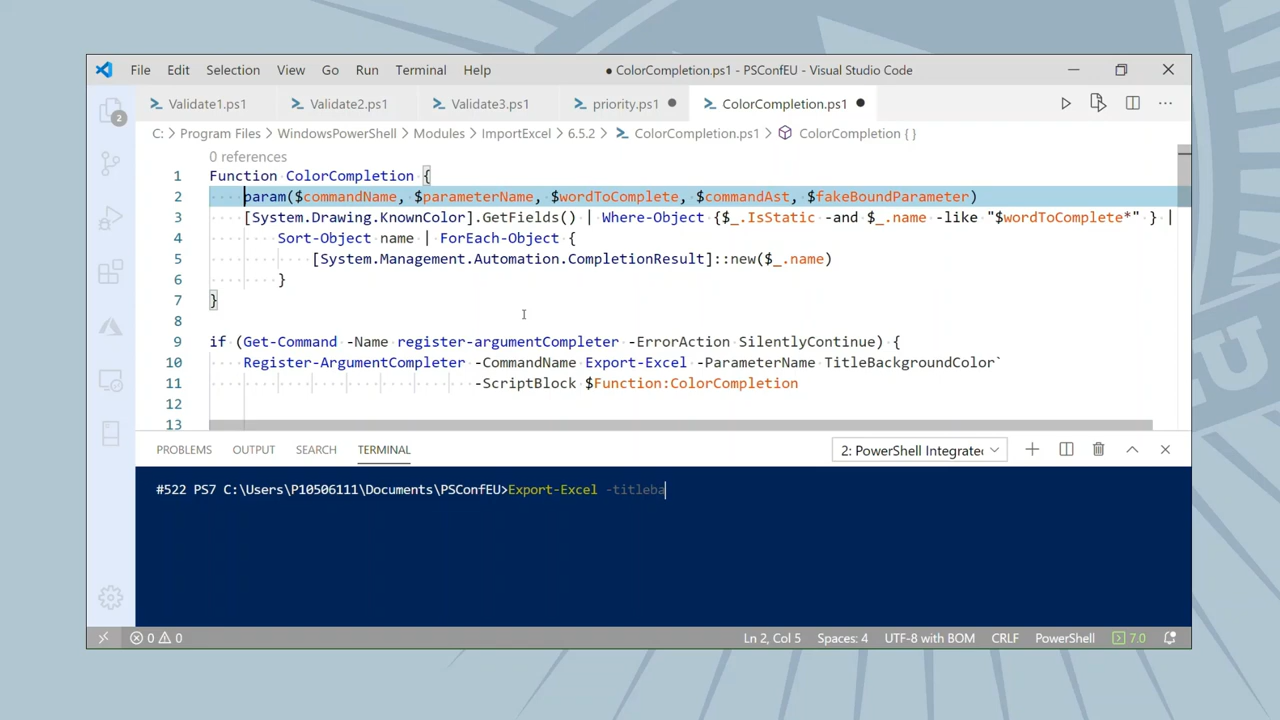 File Edit Selection View Go Run Terminal Help ● ColorCompletion.ps1 - PSConfEU - Visual Studio Code
Validate1.ps1 Validate2.ps1 Validate3.ps1 priority.ps1 ColorCompletion.ps1
C: > Program Files > WindowsPowerShell > Modules > ImportExcel > 6.5.2 > ColorCompletion.ps1 > ColorCompletion { }
2
0 references
1 Function ColorCompletion {
2 param($commandName, $parameterName, $wordToComplete, $commandAst, $fakeBoundParameter)
3 [System.Drawing.KnownColor].GetFields() | Where-Object {$_.IsStatic -and $_.name -like "$wordToComplete*" } |
4 Sort-Object name | ForEach-Object {
5 [System.Management.Automation.CompletionResult]::new($_.name)
6 }
7 }
8
9 if (Get-Command -Name register-argumentCompleter -ErrorAction SilentlyContinue) {
10 Register-ArgumentCompleter -CommandName Export-Excel -ParameterName TitleBackgroundColor`
11 -ScriptBlock $Function:ColorCompletion
12
13
PROBLEMS OUTPUT SEARCH TERMINAL 2: PowerShell Integrate
#522 PS7 C:\Users\P10506111\Documents\PSConfEU>Export-Excel -titleba
0 0 Ln 2, Col 5 Spaces: 4 UTF-8 with BOM CRLF PowerShell 7.0